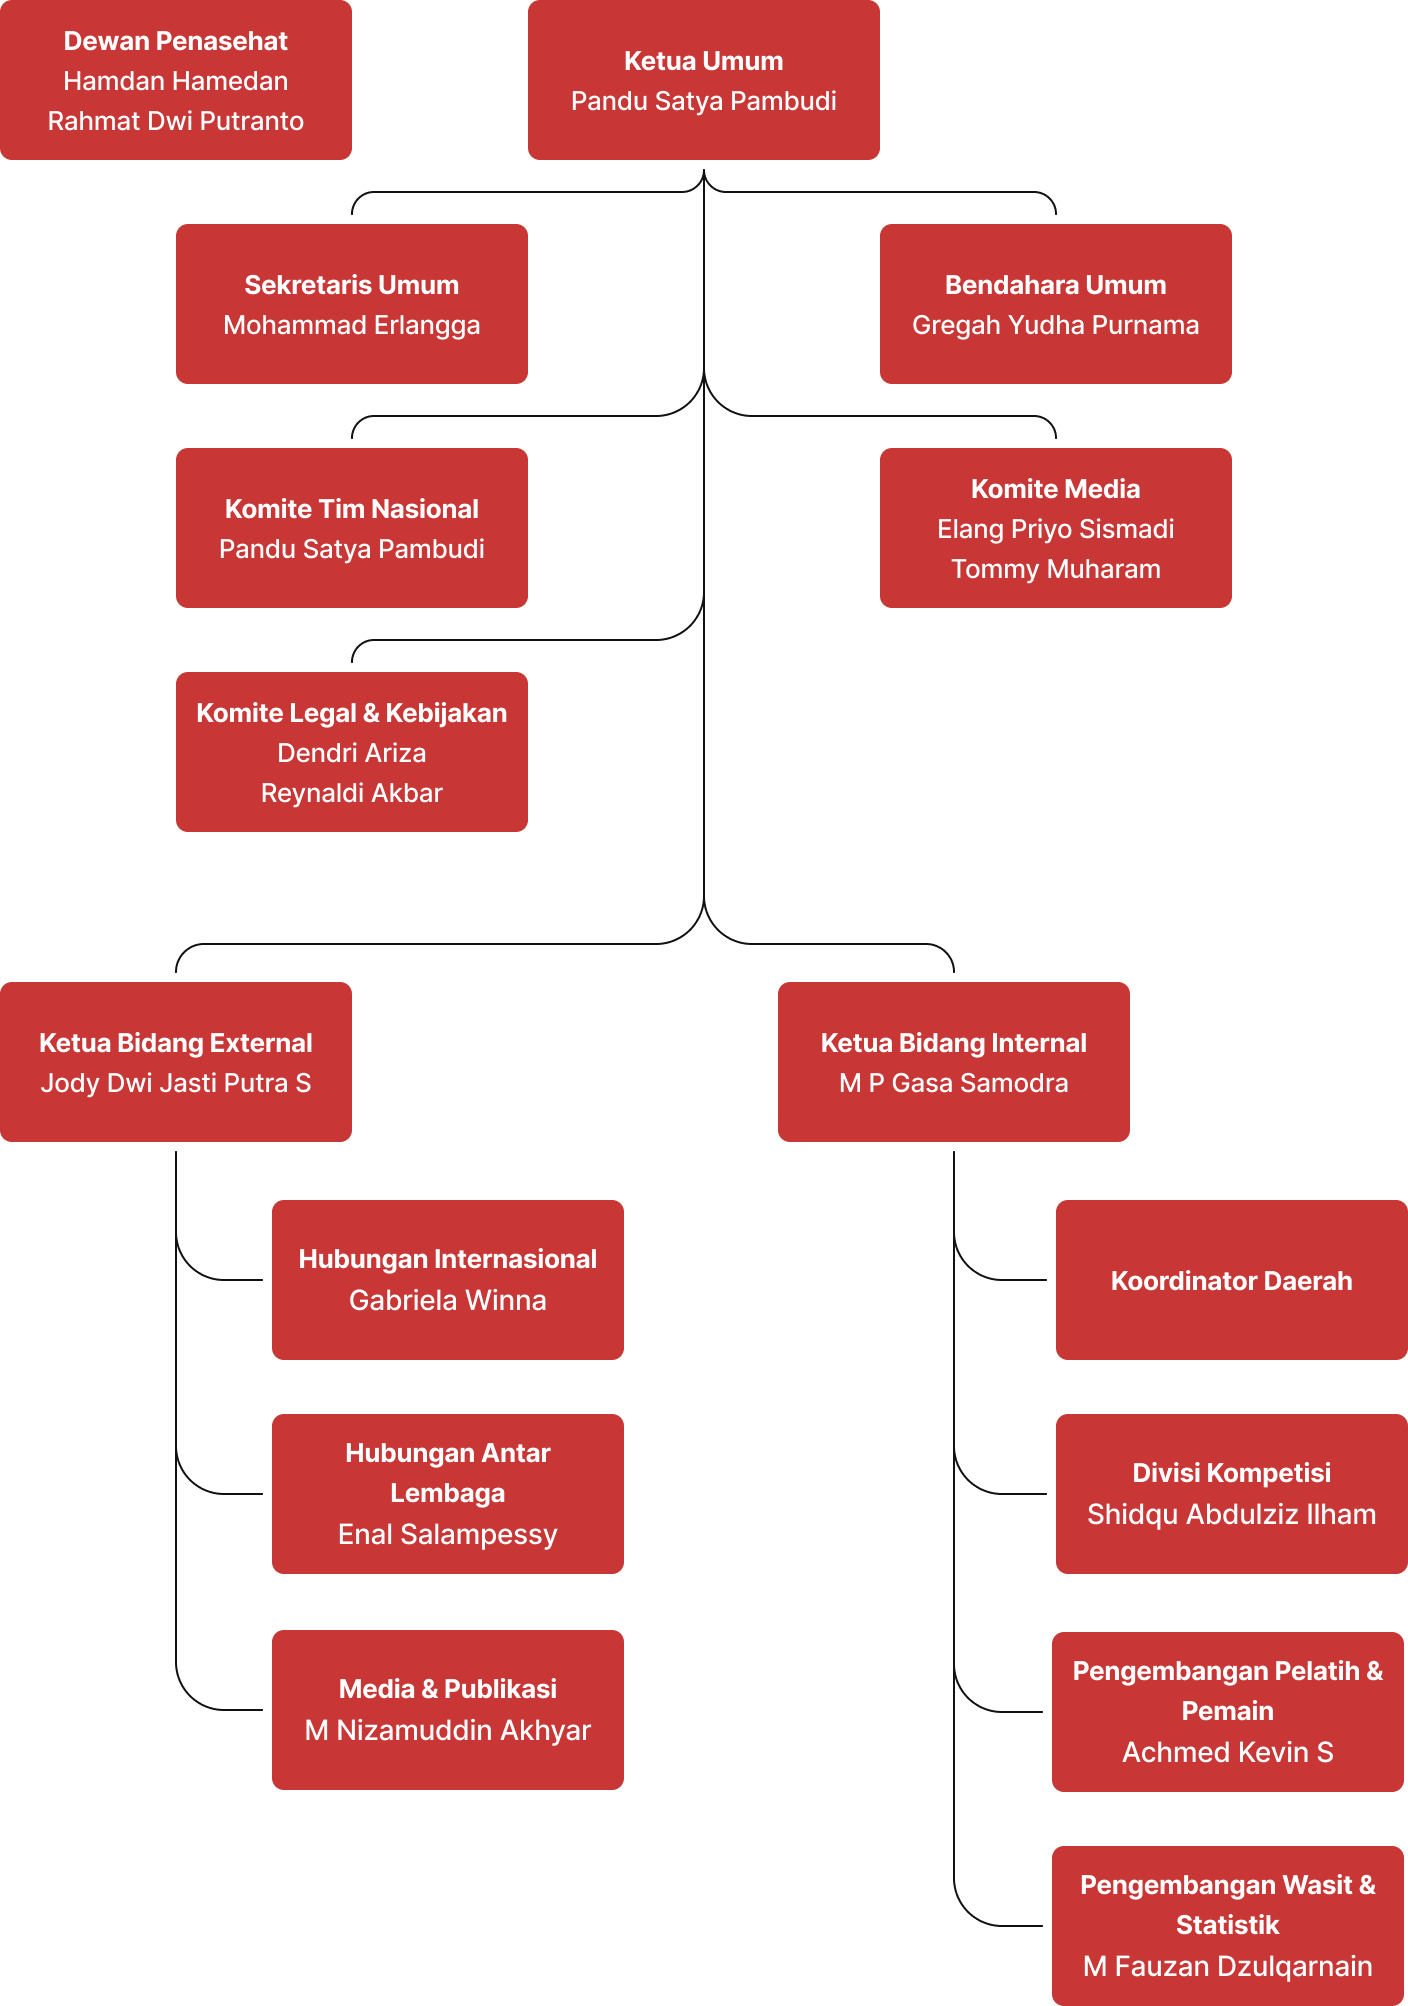 Dewan Penasehat
Hamdan Hamedan
Rahmat Dwi Putranto
Ketua Umum
Pandu Satya Pambudi
Sekretaris Umum
Mohammad Erlangga
Bendahara Umum
Gregah Yudha Purnama
Komite Tim Nasional
Pandu Satya Pambudi
Komite Media
Elang Priyo Sismadi
Tommy Muharam
Komite Legal & Kebijakan
Dendri Ariza
Reynaldi Akbar
Ketua Bidang External
Jody Dwi Jasti Putra S
Ketua Bidang Internal
M P Gasa Samodra
Hubungan Internasional
Gabriela Winna
Hubungan Antar
Lembaga
Enal Salampessy
Media & Publikasi
M Nizamuddin Akhyar
Koordinator Daerah
Divisi Kompetisi
Shidqu Abdulziz Ilham
Pengembangan Pelatih &
Pemain
Achmed Kevin S
Pengembangan Wasit &
Statistik
M Fauzan Dzulqarnain